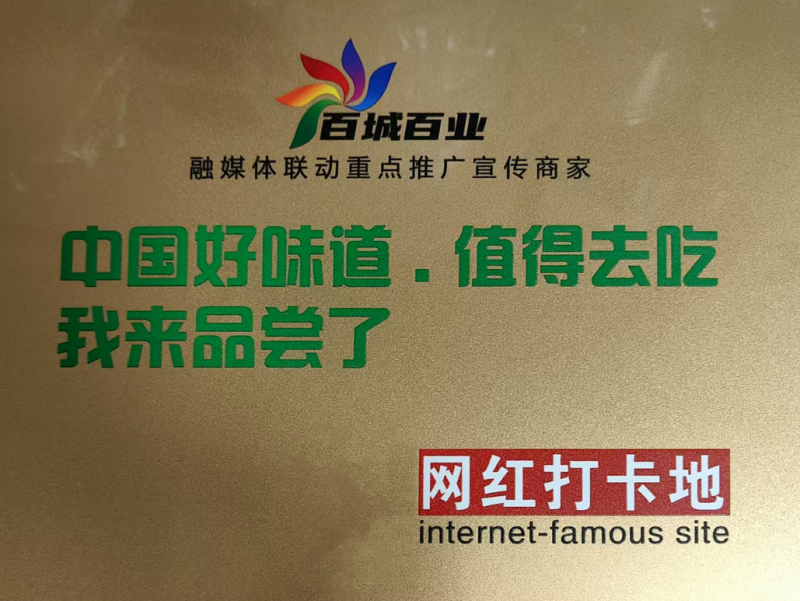 百城百业
融媒体联动重点推广宣传商家
中国好味道.值得去吃
我来品尝了
网红打卡地
internet-famous site